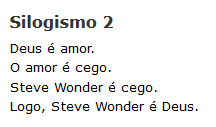 Silogismo 2
Deus é amor.
O amor é cego.
Steve Wonder é cego.
Logo, Steve Wonder é Deus.